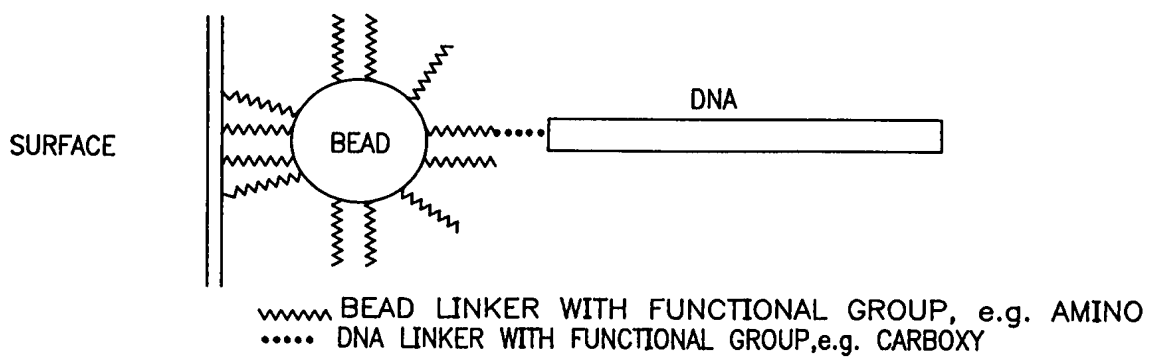 DNA
SURFACE
BEAD
BEAD LINKER WITH FUNCTIONAL GROUP, e.g. AMINO
DNA LINKER WITH FUNCTIONAL GROUP,e.g. CARBOXY